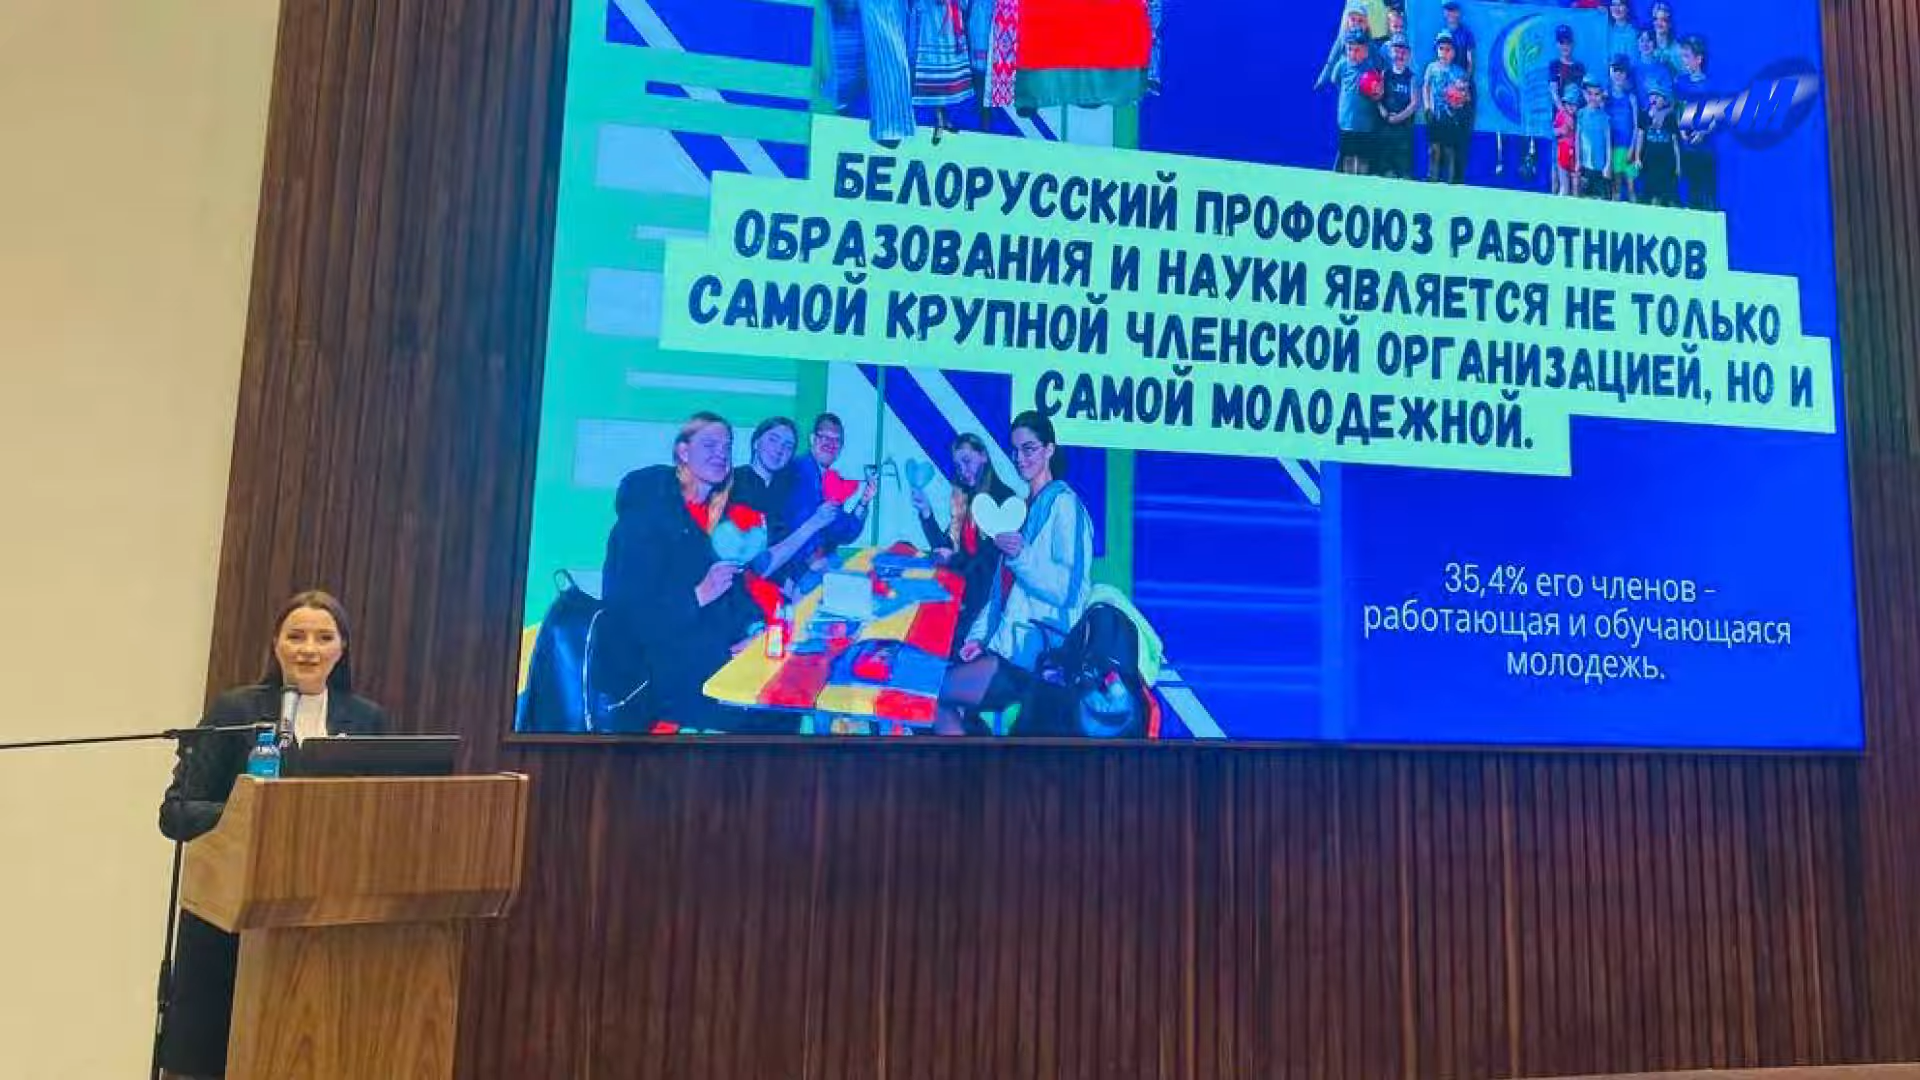 БЕЛОРУССКИЙ ПРОФСОЮЗ РАБОТНИКОВ
ОБРАЗОВАНИЯ И НАУКИ ЯВЛЯЕТСЯ НЕ ТОЛЬКО
САМОЙ КРУПНОЙ ЧЛЕНСКОЙ ОРГАНИЗАЦИЕЙ, НО И
САМОЙ МОЛОДЕЖНОЙ.
35,4% его членов -
работающая и обучающаяся
молодежь.